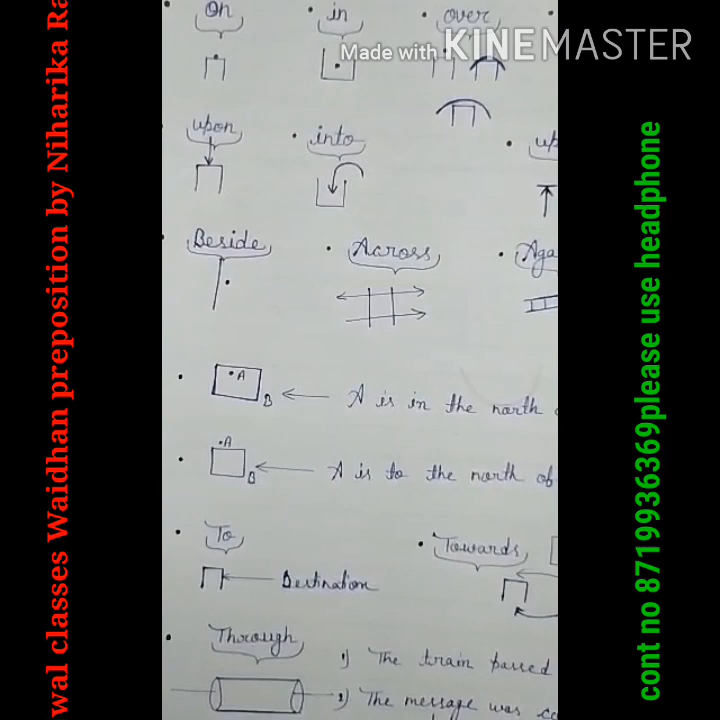 On in over
Made with KINEMASTER
upon into up
Beside Across Aga
A
B
A is in the north
A
B
A is to the north of
To Towards
Destination
Through 1) The train passed
2) The message was
wal classes Waidhan preposition by Niharika Ra
cont no 8719936369please use headphone